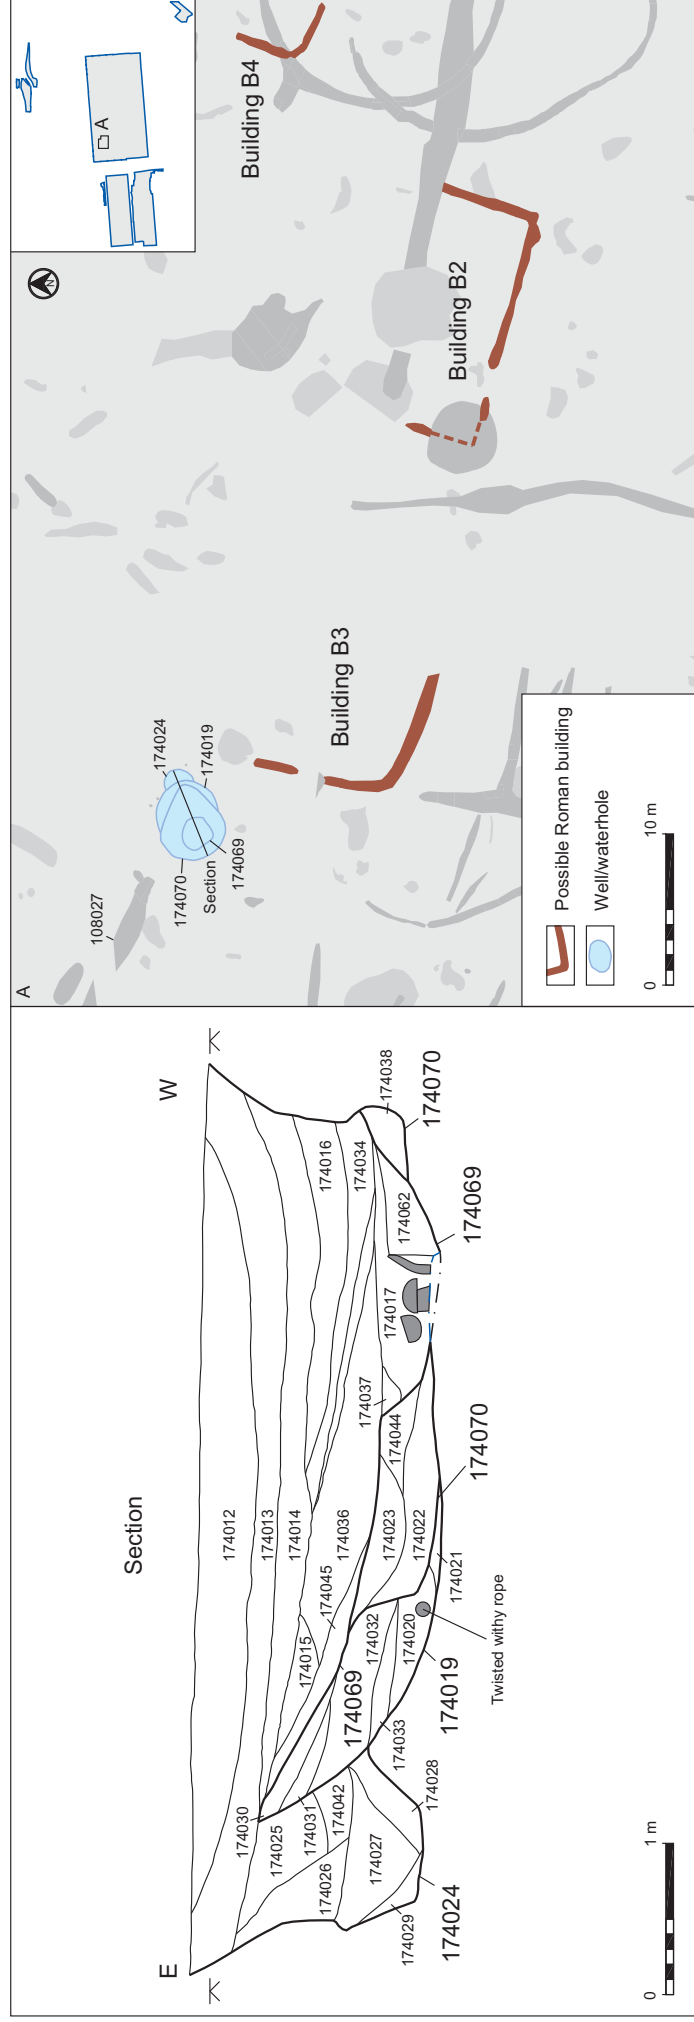 Section
E
W
174012
174013
174014
174015
174016
174034
174036
174045
174030
174025
174031
174042
174026
174027
174029
174028
174024
174069
174032
174033
174020
174019
174023
174022
174021
174044
174037
174017
174062
174038
174070
174069
174070
Twisted withy rope
0
1 m
A
108027
174070
174024
174019
Section
174069
Building B3
Building B2
Building B4
N
A
Possible Roman building
Well/waterhole
0
10 m